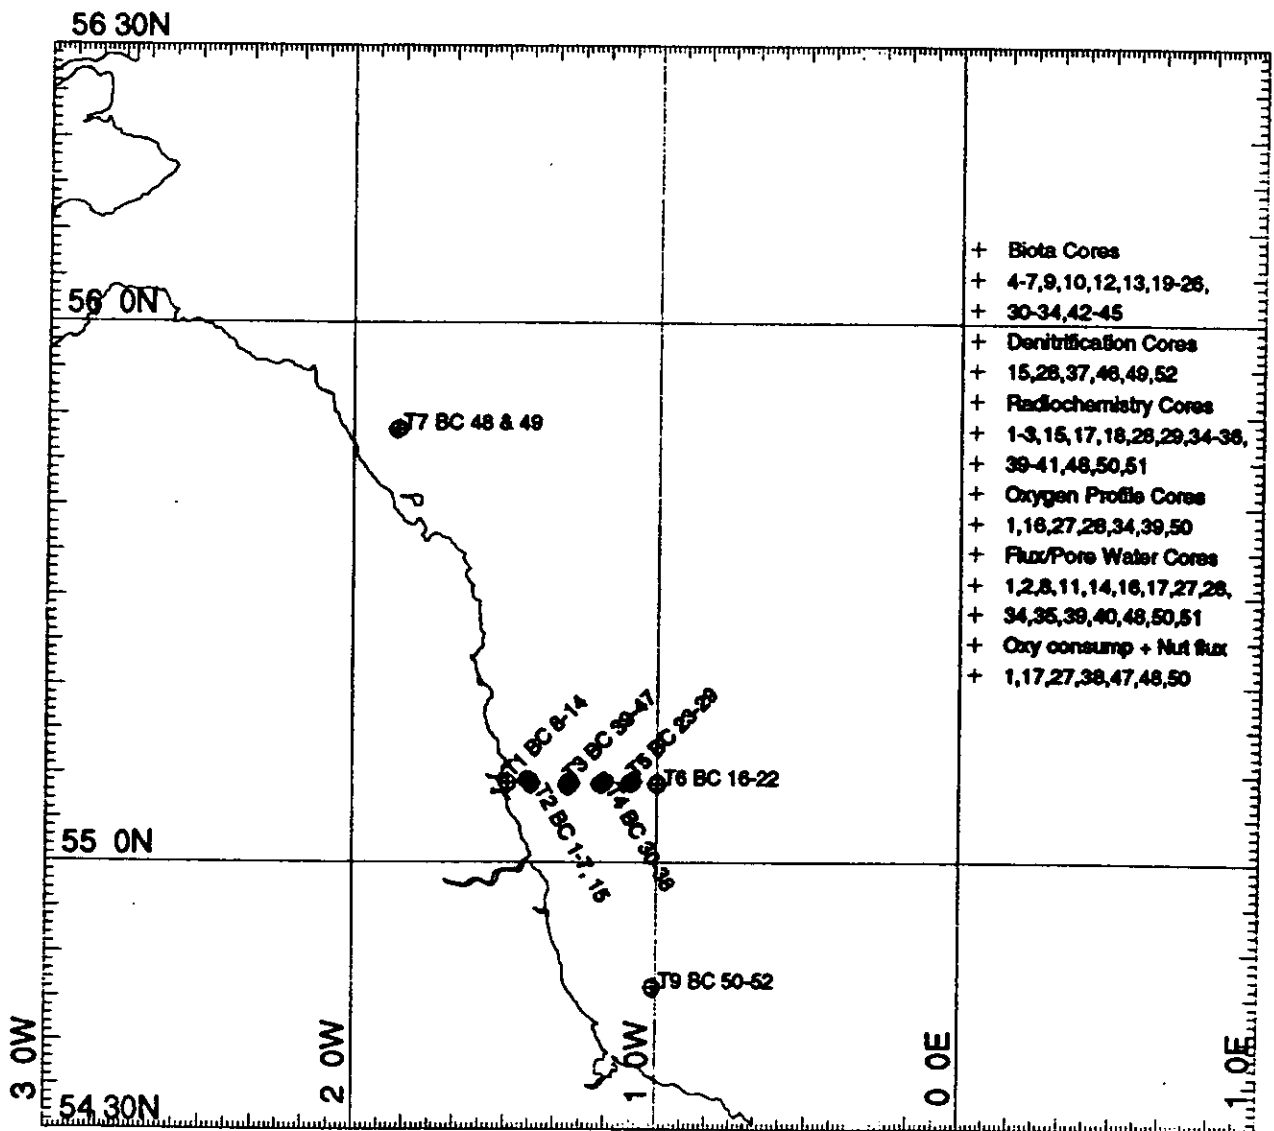 56 30N
+ Biota Cores
+ 4-7,9,10,12,13,19-26,
+ 30-34,42-45
+ Denitrification Cores
+ 15,28,37,46,49,52
+ Radiochemistry Cores
+ 1-3,15,17,18,28,29,34-36,
+ 39-41,48,50,51
+ Oxygen Profile Cores
+ 1,16,27,28,34,39,50
+ Flux/Pore Water Cores
+ 1,2,8,11,14,16,17,27,28,
+ 34,35,39,40,48,50,51
+ Oxy consump + Nut flux
+ 1,17,27,38,47,48,50
56 0N
T7 BC 48 & 49
T1 BC 8-14
T3 BC 39-47
T5 BC 23-29
T6 BC 16-22
T2 BC 1-7, 15
T4 BC 30-38
55 0N
T9 BC 50-52
3 0W
2 0W
1 0W
0 0E
1 0E
54 30N